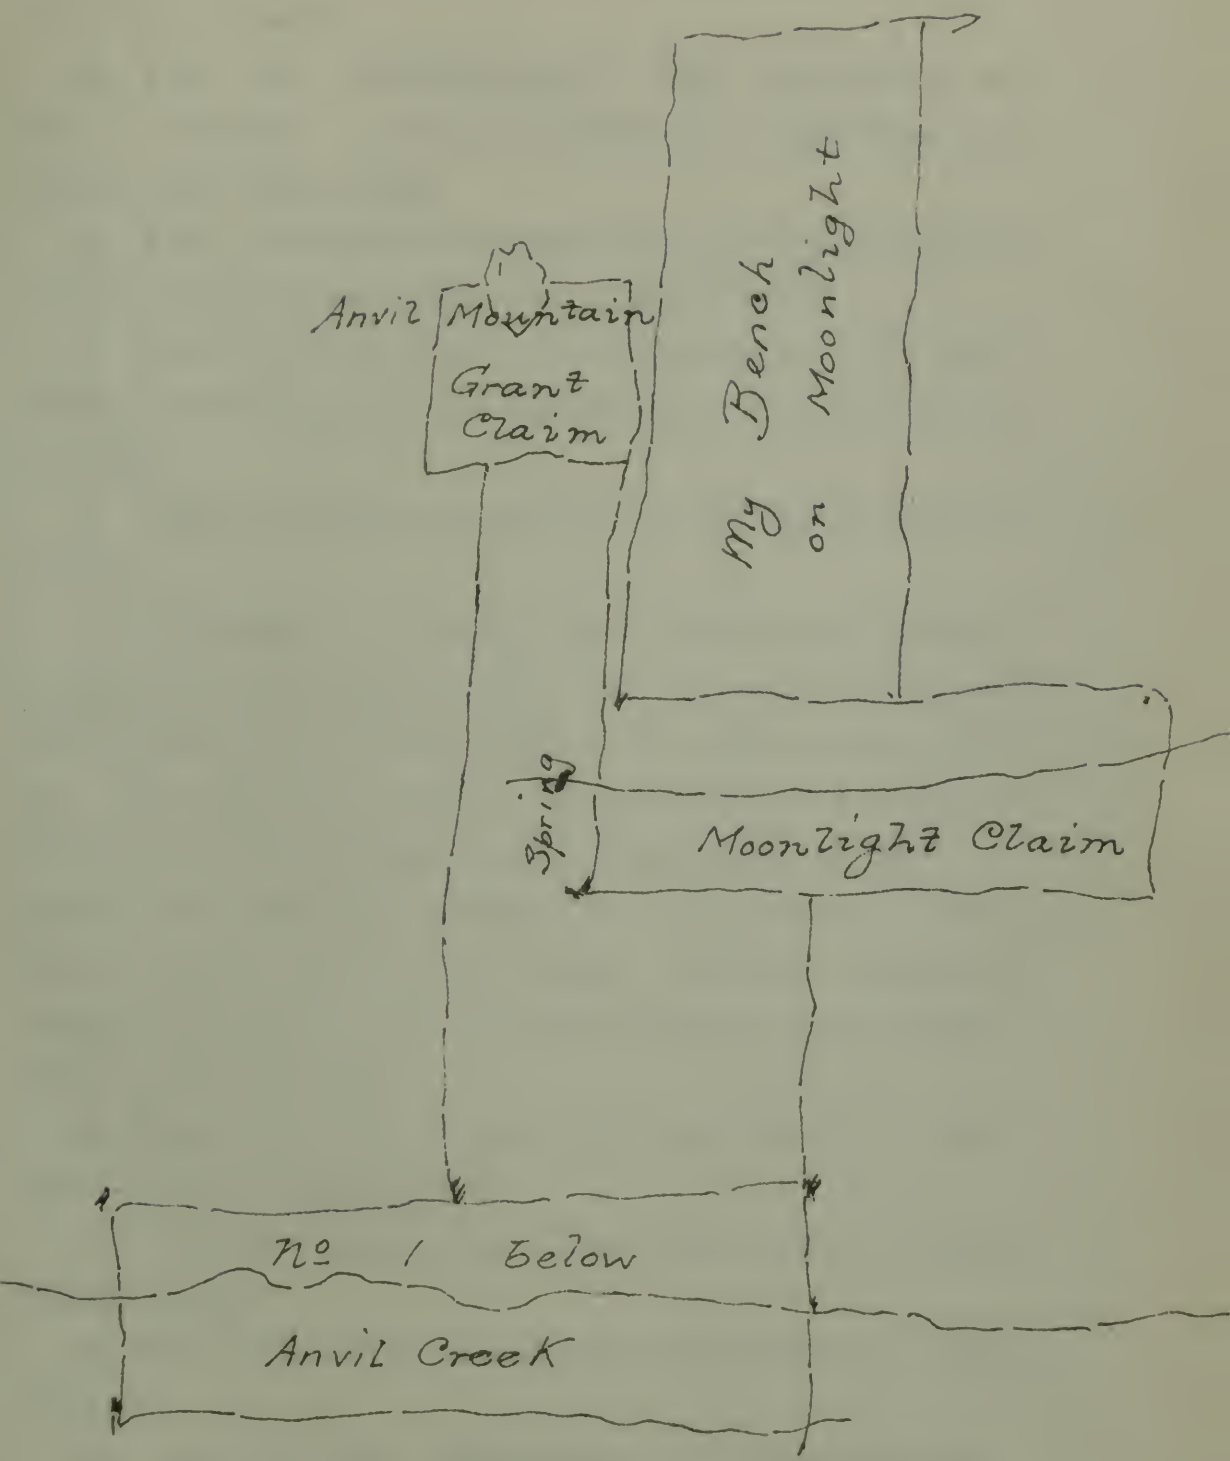 My Bench
on Moonlight
Anvil Mountain
Grant
Claim
Spring
Moonlight Claim
No 1 below
Anvil Creek